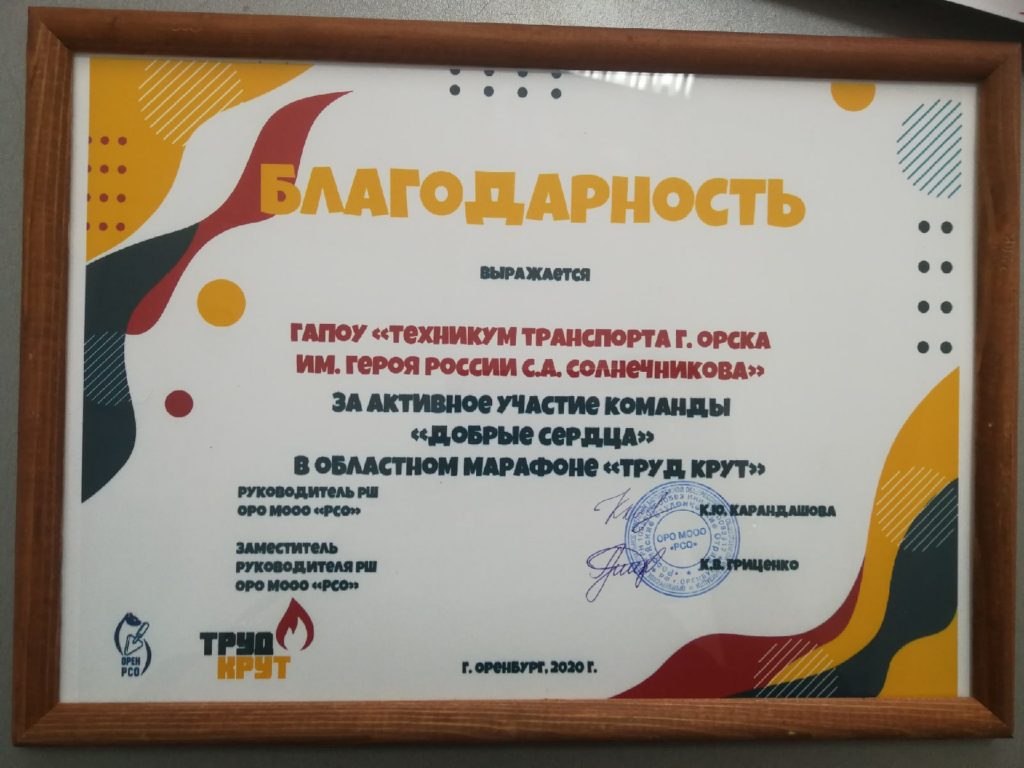 БЛАГОДАРНОСТЬ
ВЫРАЖАЕТСЯ
ГАПОУ «ТЕХНИКУМ ТРАНСПОРТА Г. ОРСКА
ИМ. ГЕРОЯ РОССИИ С.А. СОЛНЕЧНИКОВА»
ЗА АКТИВНОЕ УЧАСТИЕ КОМАНДЫ
«ДОБРЫЕ СЕРДЦА»
В ОБЛАСТНОМ МАРАФОНЕ «ТРУД КРУТ»
РУКОВОДИТЕЛЬ РШ
ОРО МООО «РСО»
К.Ю. КАРАНДАШОВА
ОРО МООО
«РСО»
ЗАМЕСТИТЕЛЬ
РУКОВОДИТЕЛЯ РШ
ОРО МООО «РСО»
К.В. ГРИЦЕНКО
ОРЕН
РСО
ТРУД
КРУТ
Г. ОРЕНБУРГ, 2020 Г.